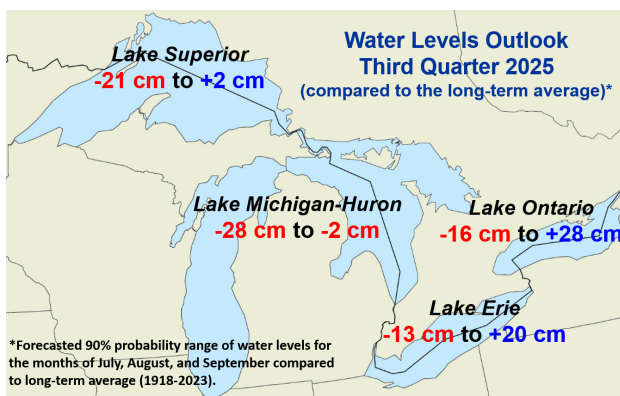 Water Levels Outlook
Third Quarter 2025
(compared to the long-term average)*
Lake Superior
-21 cm to +2 cm
Lake Michigan-Huron
-28 cm to -2 cm
Lake Ontario
-16 cm to +28 cm
Lake Erie
-13 cm to +20 cm
*Forecasted 90% probability range of water levels for
the months of July, August, and September compared
to long-term average (1918-2023).